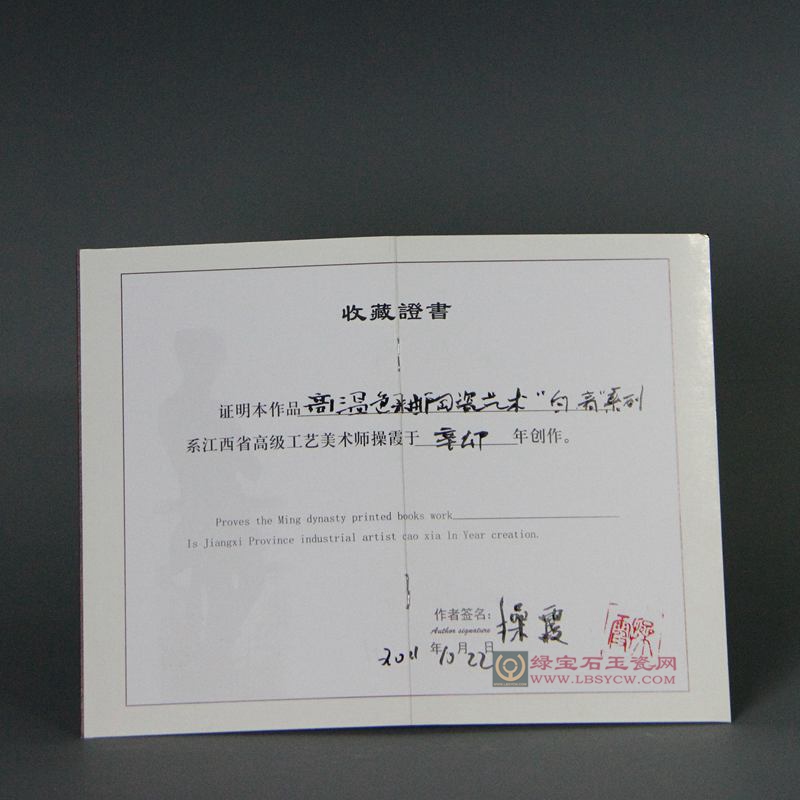 收藏證書
证明本作品高温色釉陶瓷艺术"白 "系列
系江西省高级工艺美术师操霞于辛卯年创作。
Proves the Ming dynasty printed books work
Is Jiangxi Province industrial artist cao xia In Year creation.
作者签名：操霞
Author signature
2011年10月22日
绿宝石玉瓷网
WWW.LBSYCW.COM